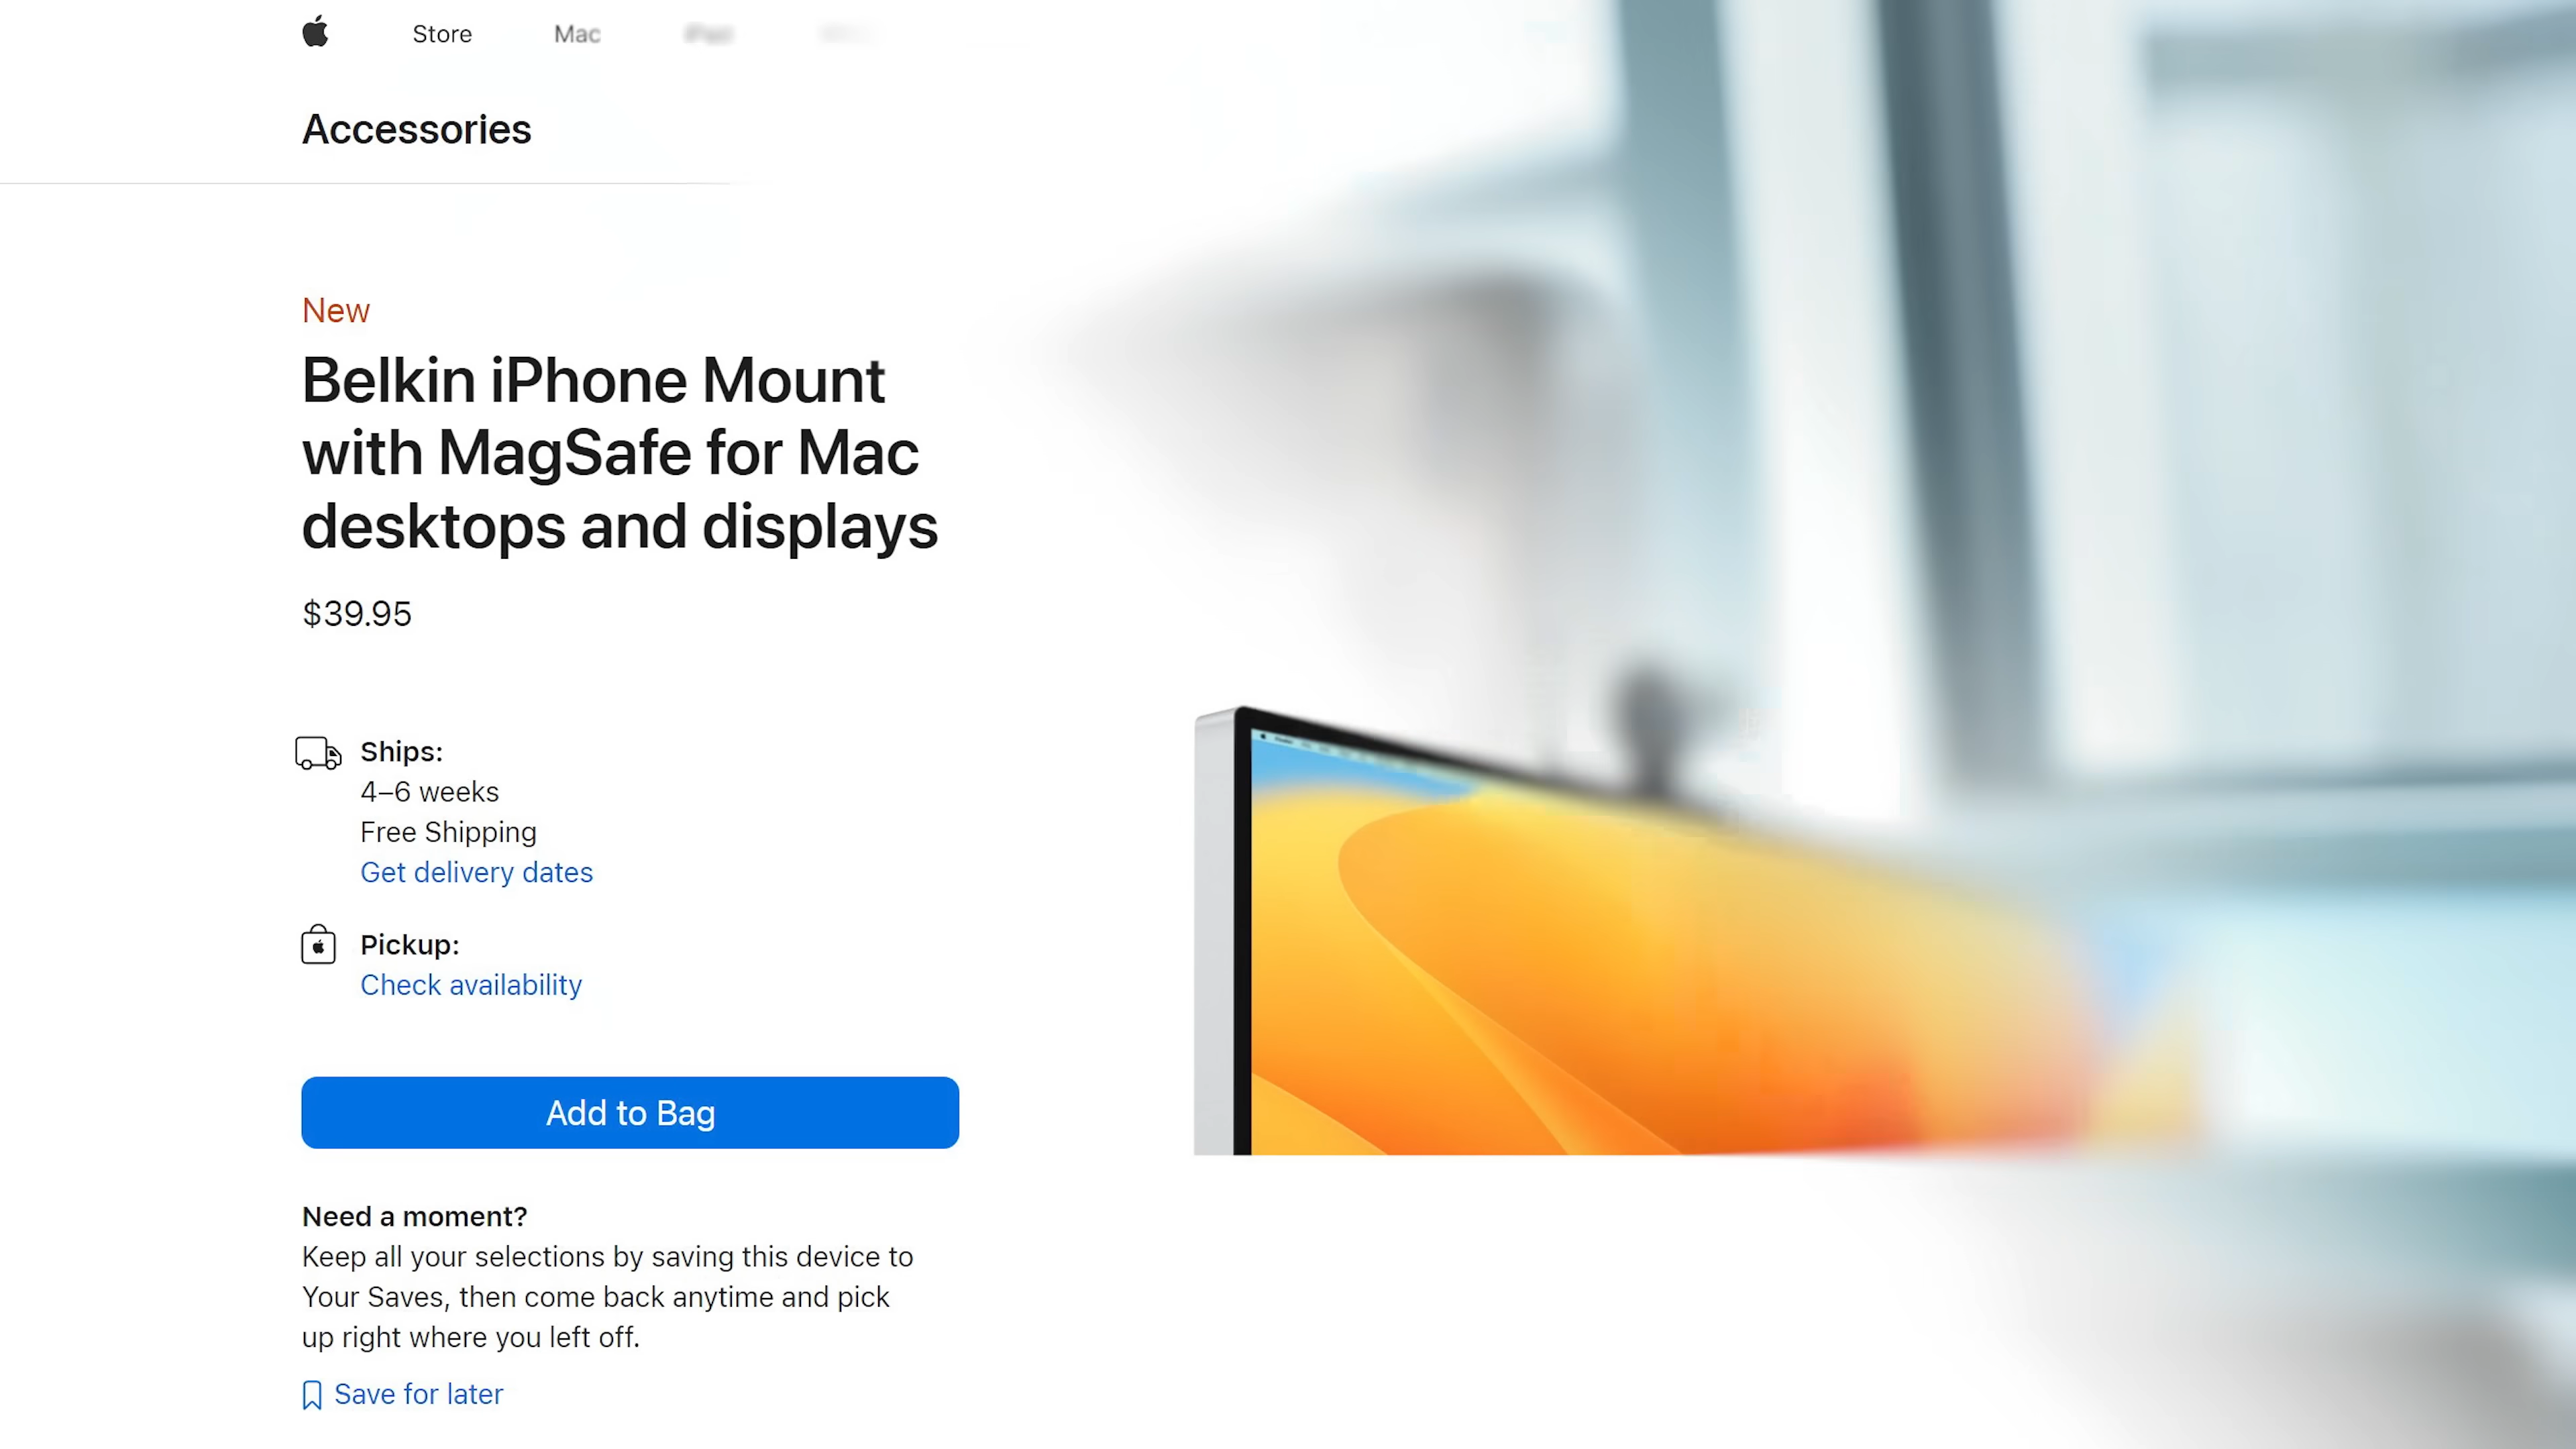 Store Mac
Accessories
New
Belkin iPhone Mount
with MagSafe for Mac
desktops and displays
$39.95
Ships:
4–6 weeks
Free Shipping
Get delivery dates
Pickup:
Check availability
Add to Bag
Need a moment?
Keep all your selections by saving this device to
Your Saves, then come back anytime and pick
up right where you left off.
Save for later